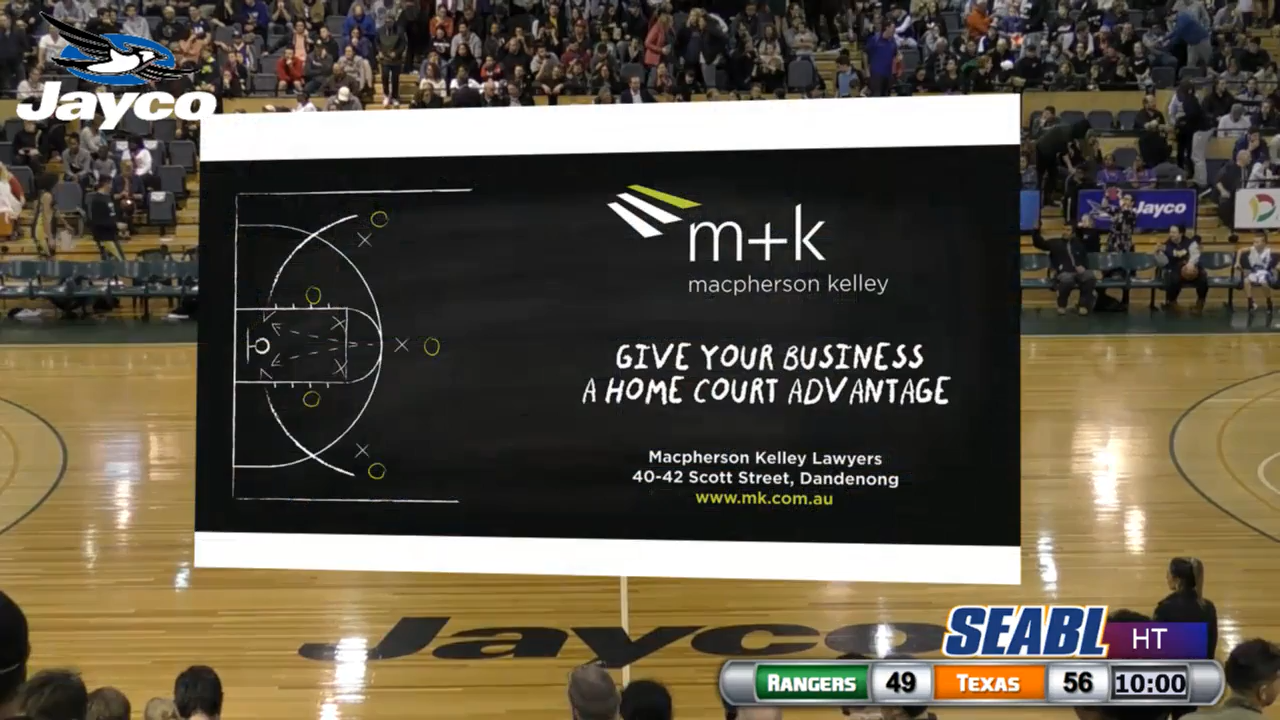 Jayco
m+k
macpherson kelley
GIVE YOUR BUSINESS
A HOME COURT ADVANTAGE
Macpherson Kelley Lawyers
40-42 Scott Street, Dandenong
www.mk.com.au
Jayco
Jayco
SEABL HT
RANGERS 49 TEXAS 56 10:00